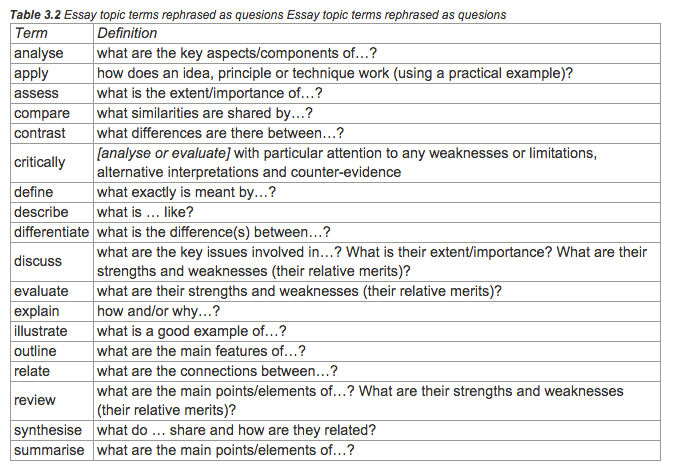 Table 3.2 Essay topic terms rephrased as quesions Essay topic terms rephrased as quesions
Term Definition
analyse what are the key aspects/components of…?
apply how does an idea, principle or technique work (using a practical example)?
assess what is the extent/importance of…?
compare what similarities are shared by…?
contrast what differences are there between…?
critically [analyse or evaluate] with particular attention to any weaknesses or limitations,
alternative interpretations and counter-evidence
define what exactly is meant by…?
describe what is … like?
differentiate what is the difference(s) between…?
discuss what are the key issues involved in…? What is their extent/importance? What are their
strengths and weaknesses (their relative merits)?
evaluate what are their strengths and weaknesses (their relative merits)?
explain how and/or why…?
illustrate what is a good example of…?
outline what are the main features of…?
relate what are the connections between…?
review what are the main points/elements of…? What are their strengths and weaknesses
(their relative merits)?
synthesise what do … share and how are they related?
summarise what are the main points/elements of…?